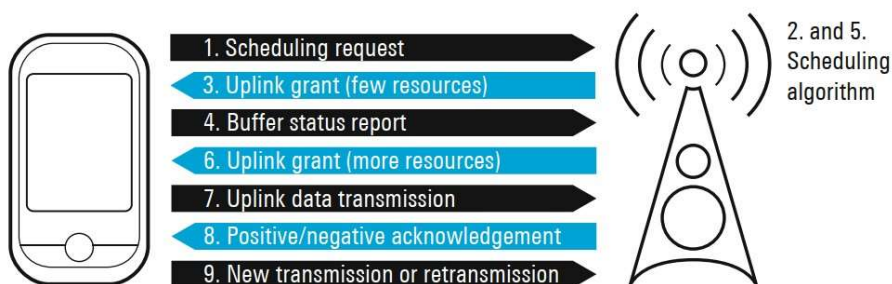 1. Scheduling request
3. Uplink grant (few resources)
4. Buffer status report
6. Uplink grant (more resources)
7. Uplink data transmission
8. Positive/negative acknowledgement
9. New transmission or retransmission
2. and 5.
Scheduling
algorithm